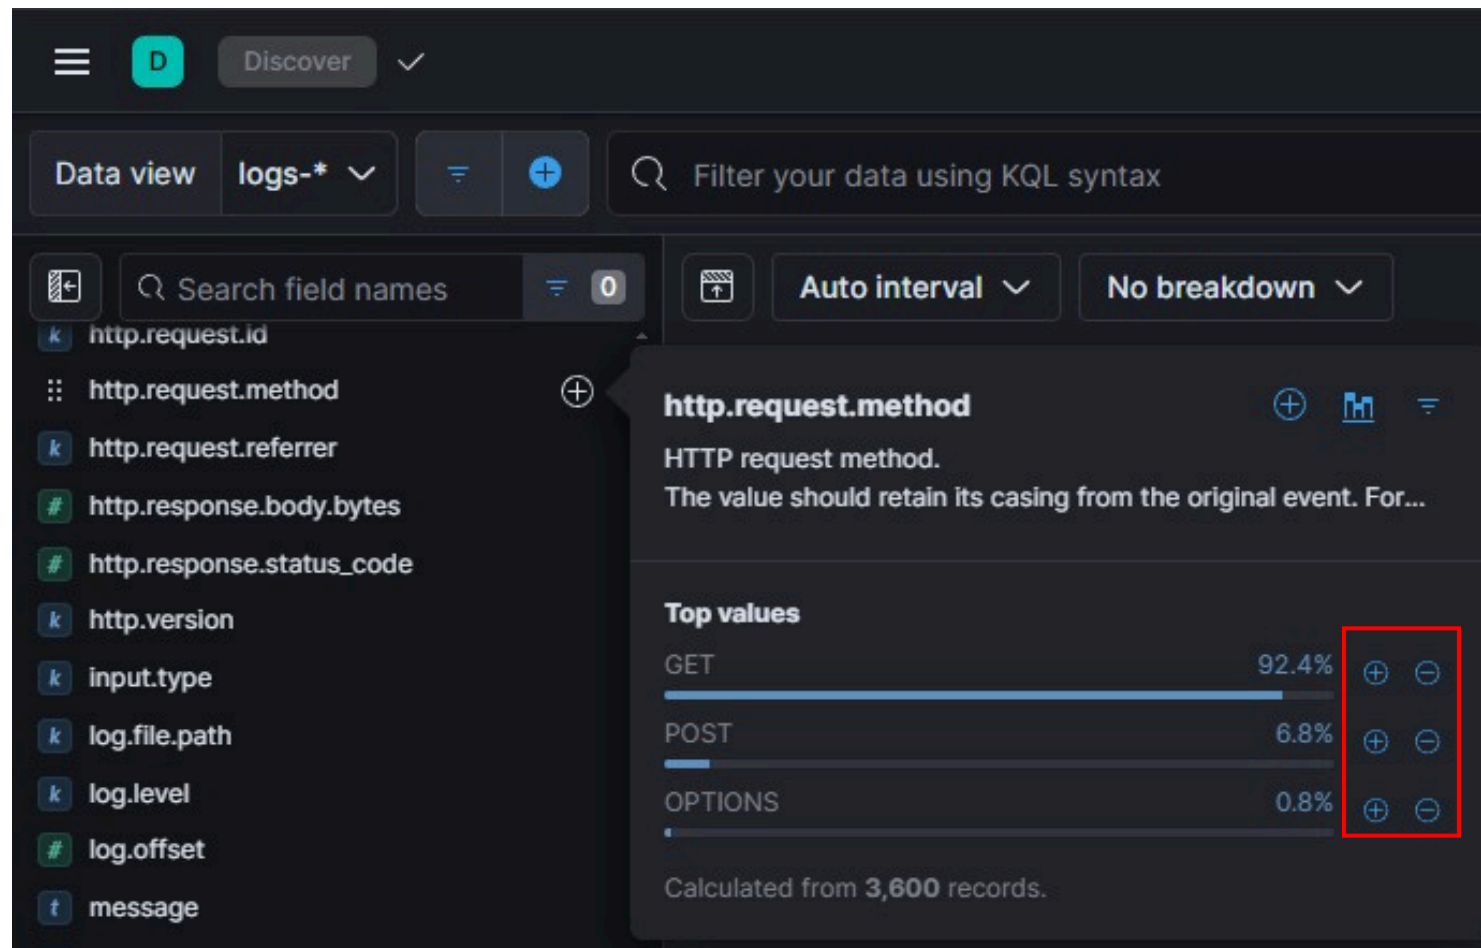 D Discover
Data view logs-* Filter your data using KQL syntax
Search field names 0 Auto interval No breakdown
k http.request.id
http.request.method
k http.request.referrer
# http.response.body.bytes
# http.response.status_code
k http.version
k input.type
k log.file.path
k log.level
# log.offset
t message
http.request.method
HTTP request method.
The value should retain its casing from the original event. For...
Top values
GET 92.4%
POST 6.8%
OPTIONS 0.8%
Calculated from 3,600 records.